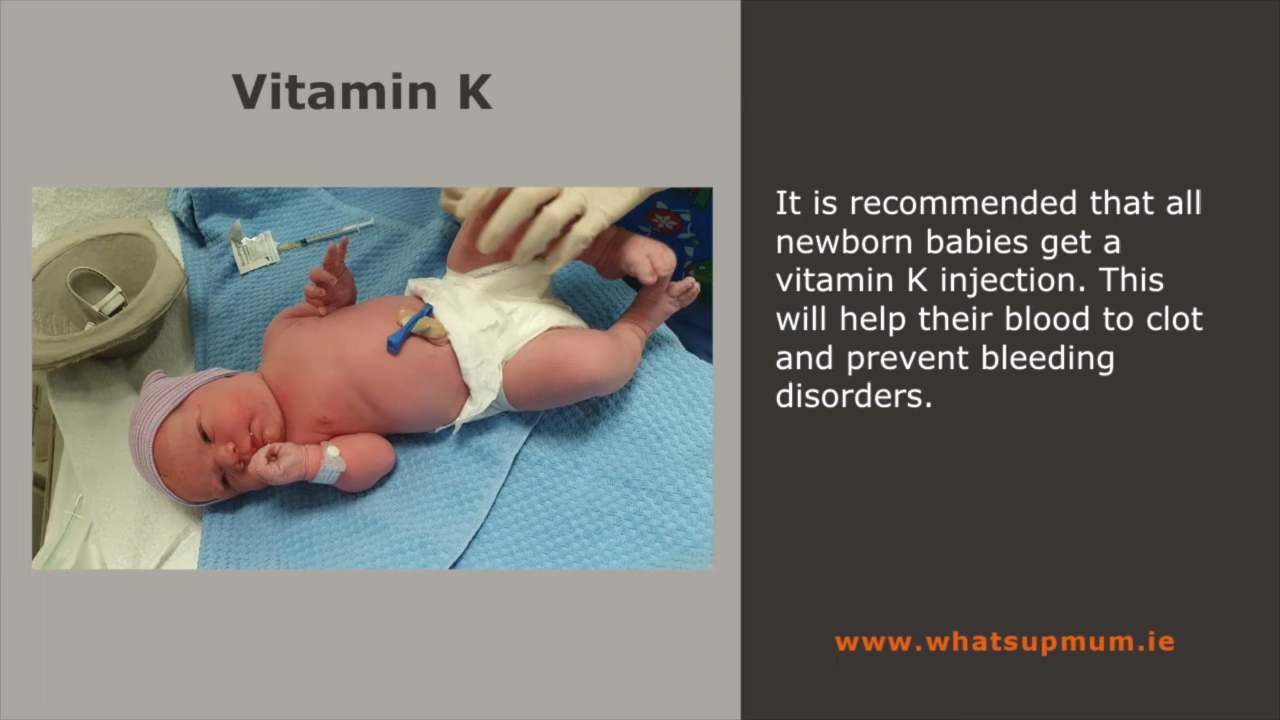 Vitamin K
It is recommended that all
newborn babies get a
vitamin K injection. This
will help their blood to clot
and prevent bleeding
disorders.
www.whatsupmum.ie